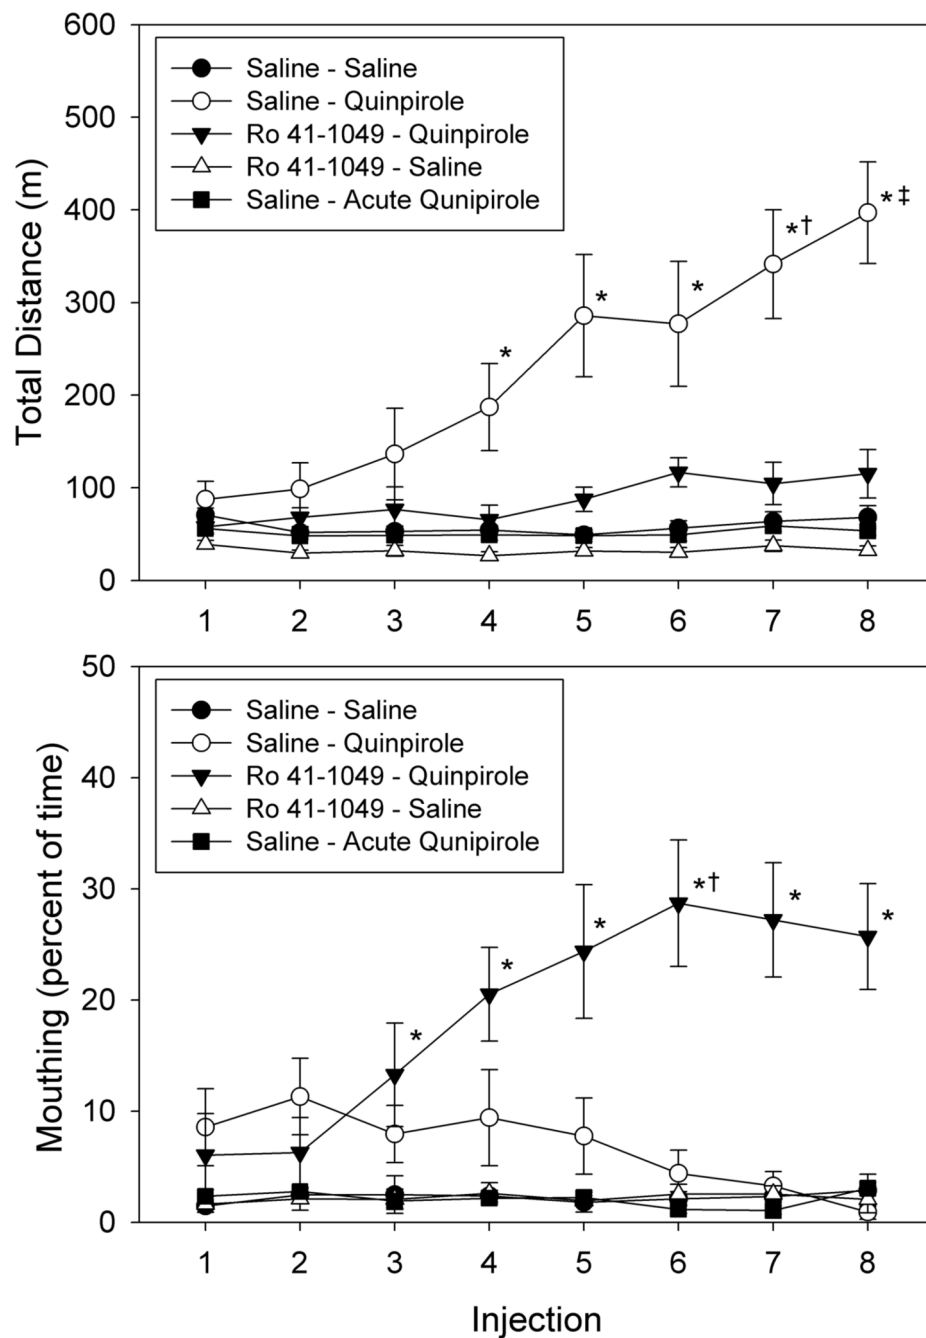 600
500
400
300
200
100
0
Total Distance (m)
Saline - Saline
Saline - Quinpirole
Ro 41-1049 - Quinpirole
Ro 41-1049 - Saline
Saline - Acute Qunipirole
*
*
*
*†
*‡
1 2 3 4 5 6 7 8
50
40
30
20
10
0
Mouthing (percent of time)
Saline - Saline
Saline - Quinpirole
Ro 41-1049 - Quinpirole
Ro 41-1049 - Saline
Saline - Acute Qunipirole
*
*
*
*†
*
*
1 2 3 4 5 6 7 8
Injection